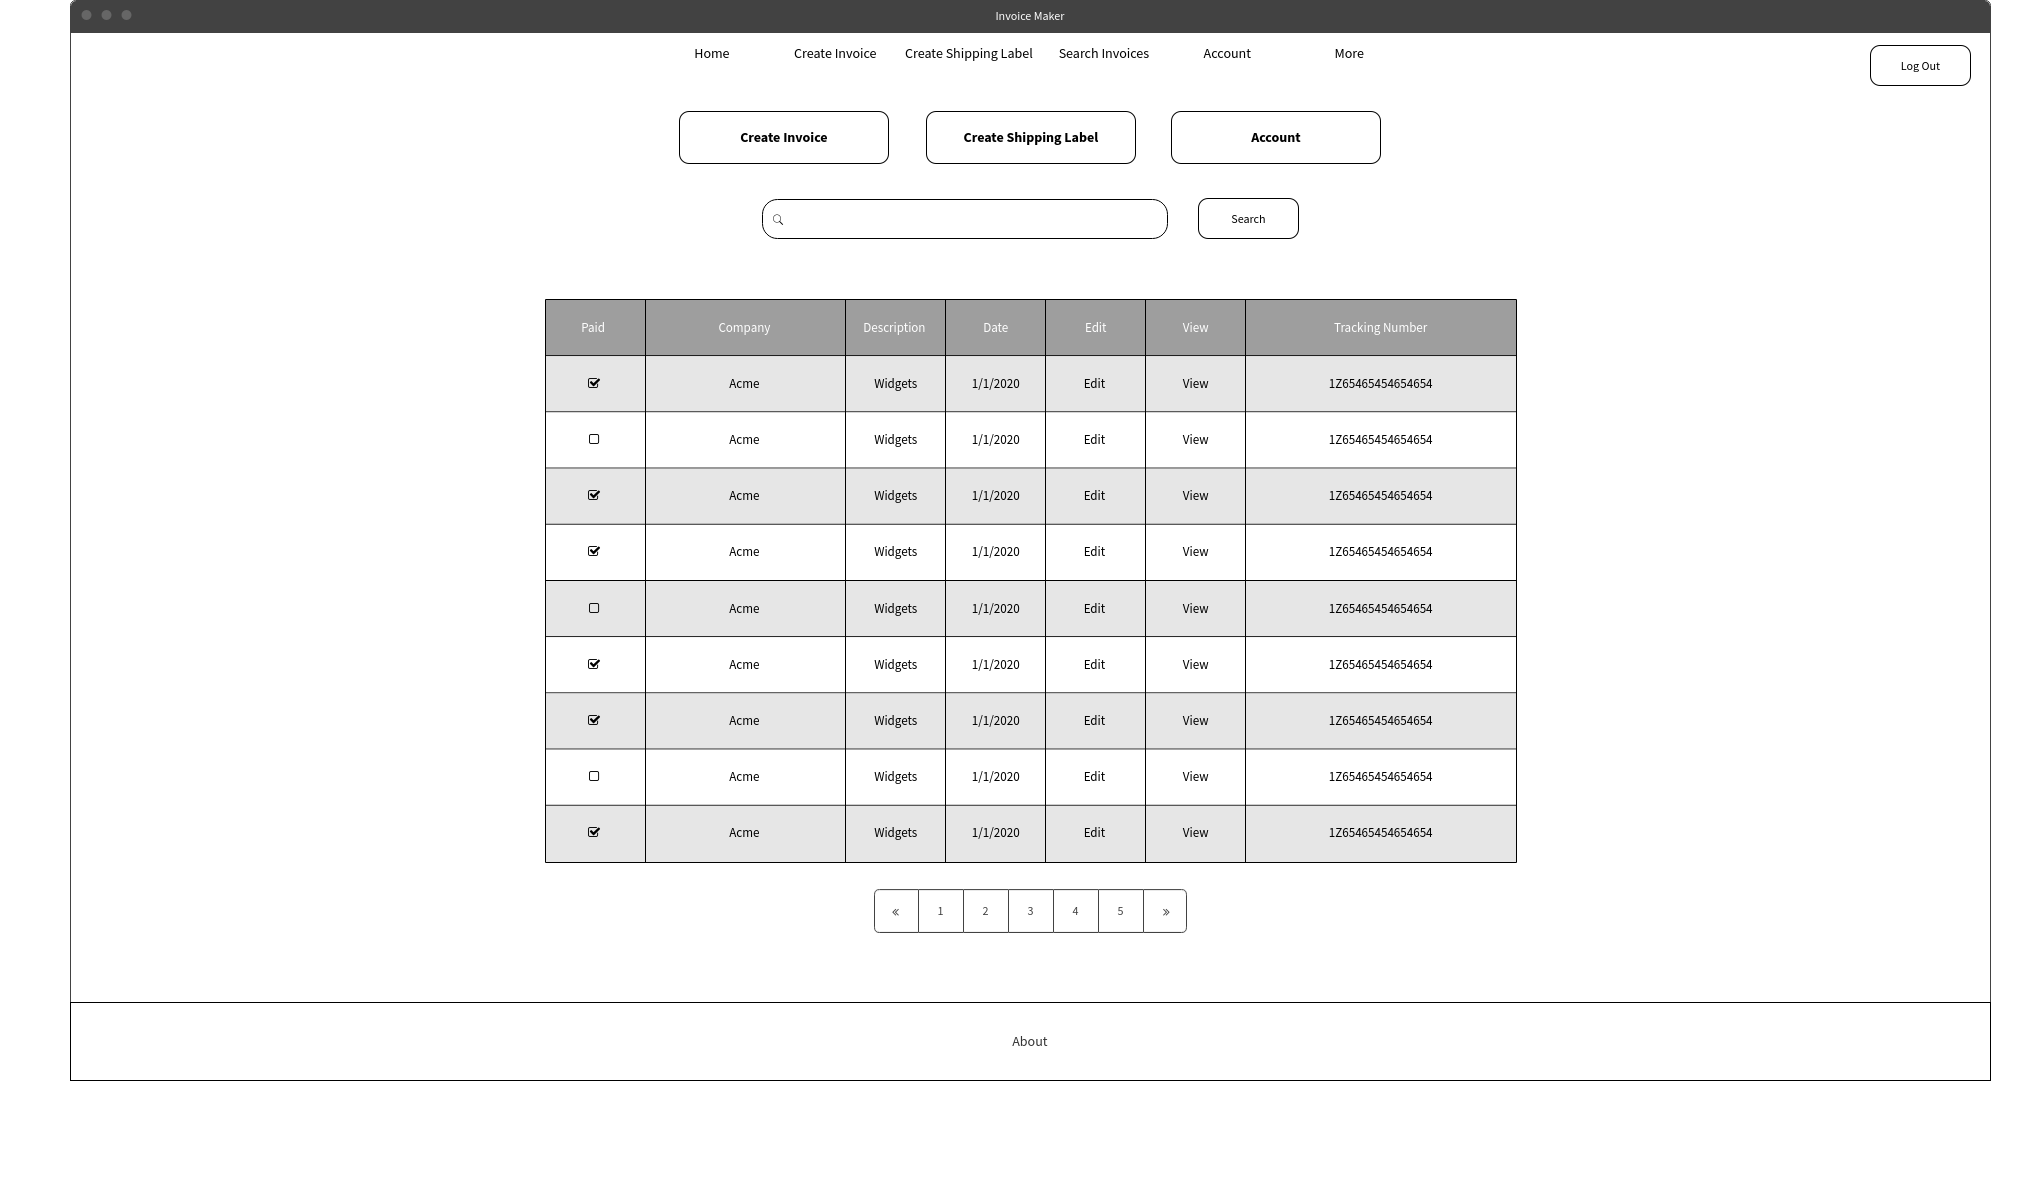 Invoice Maker
Home Create Invoice Create Shipping Label Search Invoices Account More
Log Out
Create Invoice Create Shipping Label Account
Search
Paid Company Description Date Edit View Tracking Number
Acme Widgets 1/1/2020 Edit View 1Z65465454654654
Acme Widgets 1/1/2020 Edit View 1Z65465454654654
Acme Widgets 1/1/2020 Edit View 1Z65465454654654
Acme Widgets 1/1/2020 Edit View 1Z65465454654654
Acme Widgets 1/1/2020 Edit View 1Z65465454654654
Acme Widgets 1/1/2020 Edit View 1Z65465454654654
Acme Widgets 1/1/2020 Edit View 1Z65465454654654
Acme Widgets 1/1/2020 Edit View 1Z65465454654654
Acme Widgets 1/1/2020 Edit View 1Z65465454654654
« 1 2 3 4 5 »
About